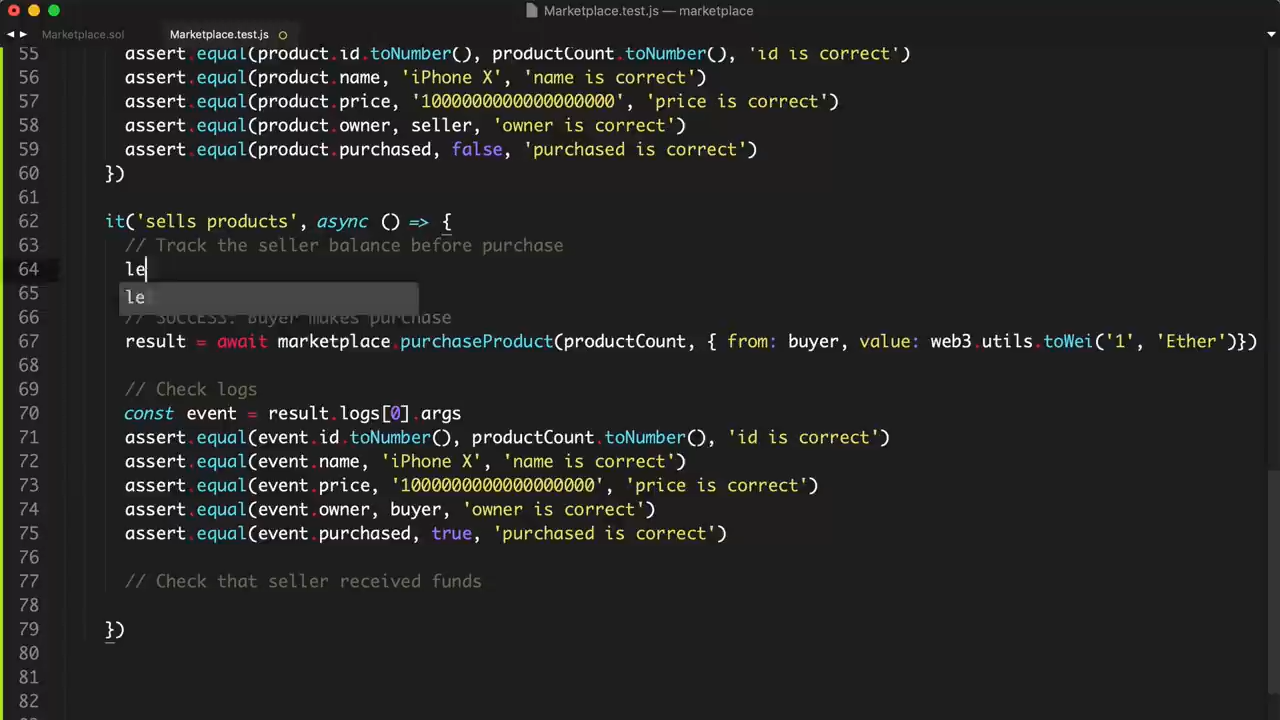 Marketplace.test.js — marketplace
Marketplace.sol
Marketplace.test.js
55 assert.equal(product.id.toNumber(), productCount.toNumber(), 'id is correct')
56 assert.equal(product.name, 'iPhone X', 'name is correct')
57 assert.equal(product.price, '1000000000000000000', 'price is correct')
58 assert.equal(product.owner, seller, 'owner is correct')
59 assert.equal(product.purchased, false, 'purchased is correct')
60 })
61
62 it('sells products', async () => {
63 // Track the seller balance before purchase
64 le
65 le
66 // SUCCESS: Buyer makes purchase
67 result = await marketplace.purchaseProduct(productCount, { from: buyer, value: web3.utils.toWei('1', 'Ether')})
68
69 // Check logs
70 const event = result.logs[0].args
71 assert.equal(event.id.toNumber(), productCount.toNumber(), 'id is correct')
72 assert.equal(event.name, 'iPhone X', 'name is correct')
73 assert.equal(event.price, '1000000000000000000', 'price is correct')
74 assert.equal(event.owner, buyer, 'owner is correct')
75 assert.equal(event.purchased, true, 'purchased is correct')
76
77 // Check that seller received funds
78
79 })
80
81
82